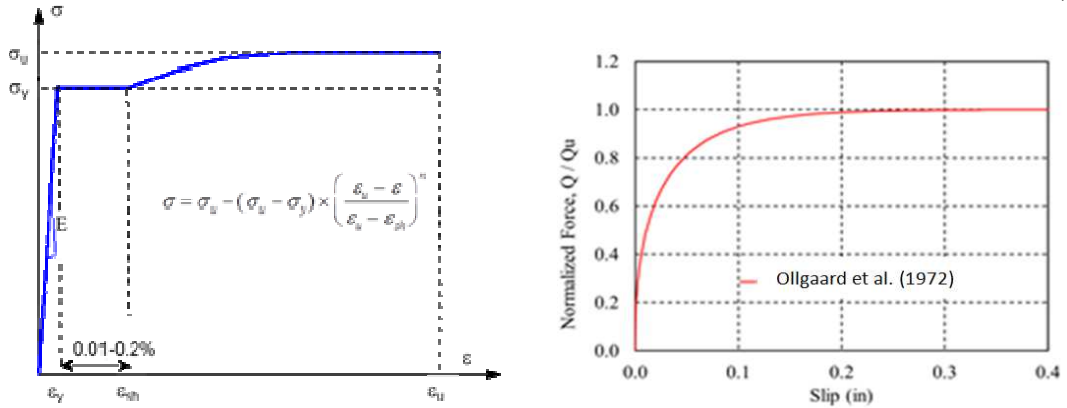 σ
σu
σy
E
σ = σu − (σu − σy) × ((εu − ε) / (εu − εsh))^n
0.01-0.2%
ε
εy
εsh
εu
Normalized Force, Q / Qu
1.2
1.0
0.8
0.6
0.4
0.2
0.0
Ollgaard et al. (1972)
0.0 0.1 0.2 0.3 0.4
Slip (in)